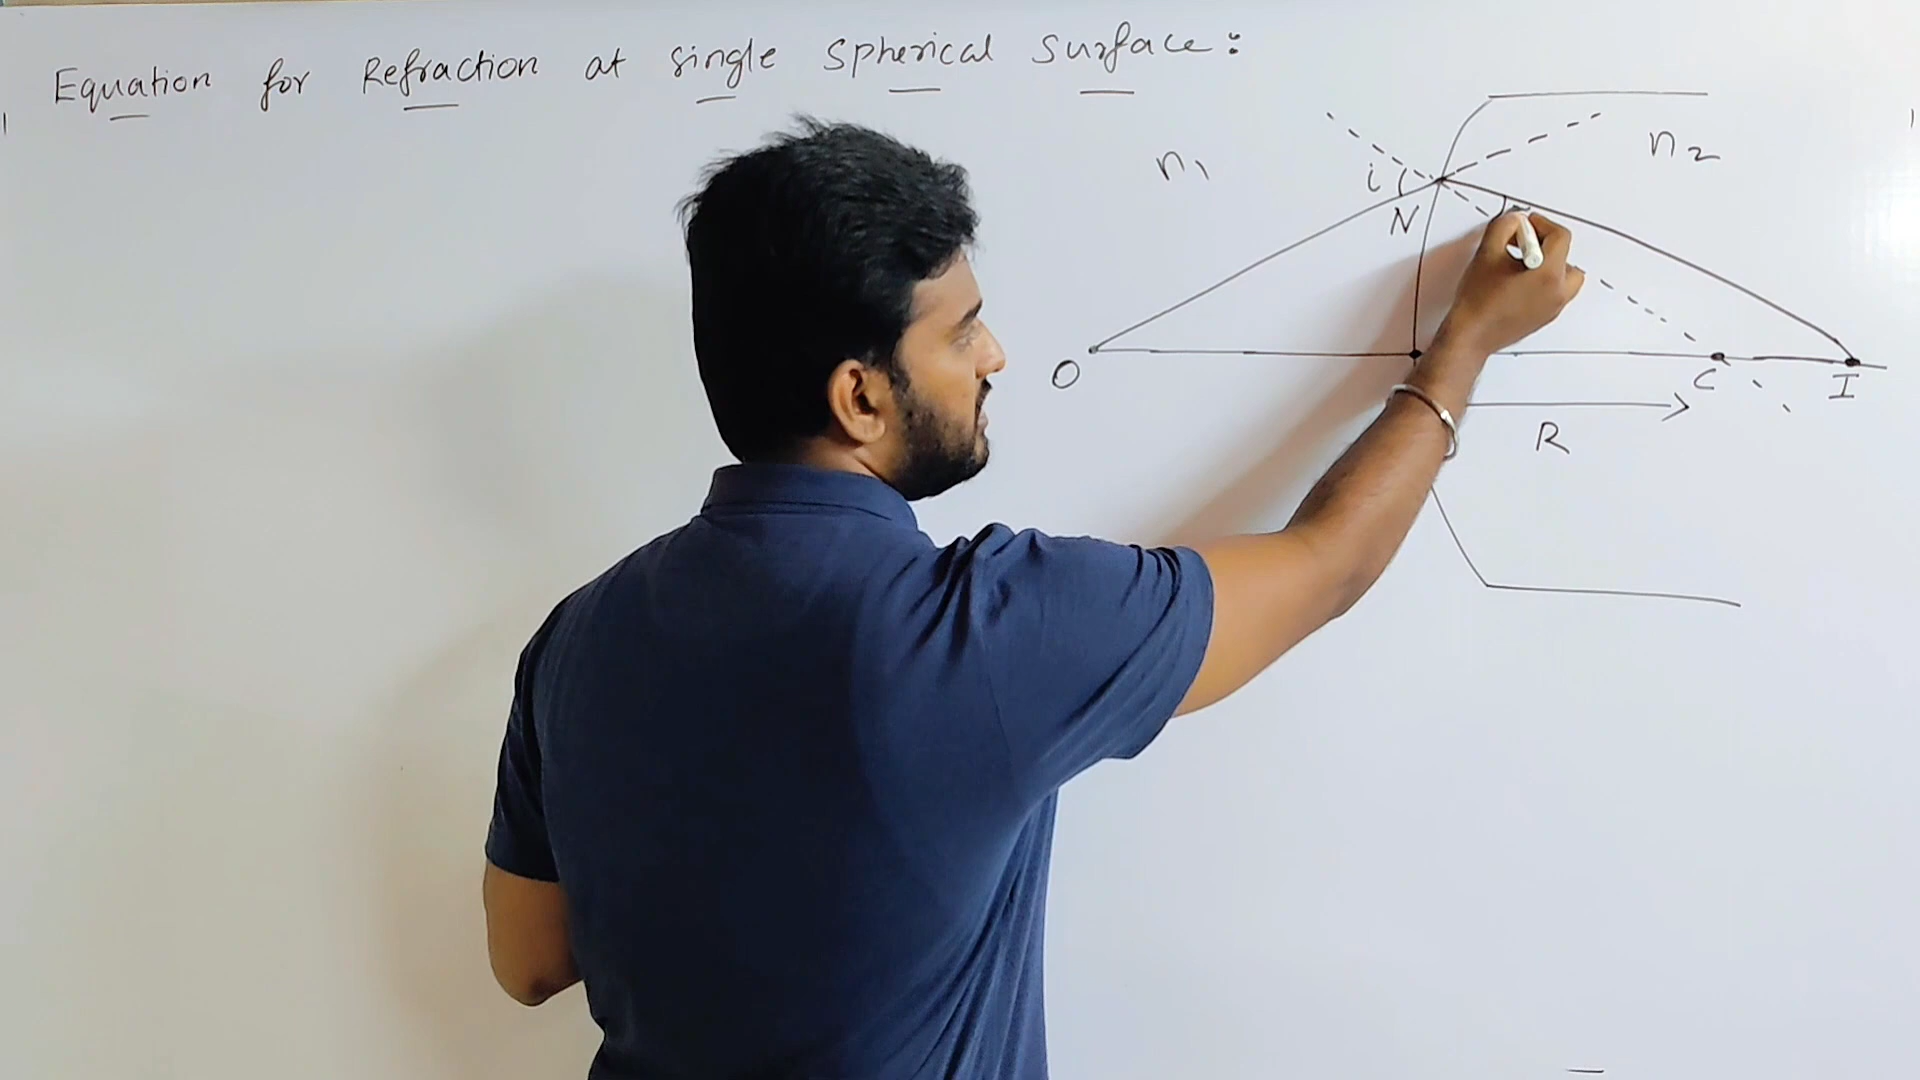 Equation for Refraction at single Spherical Surface:
n₁
n₂
i
N
O
C
I
R